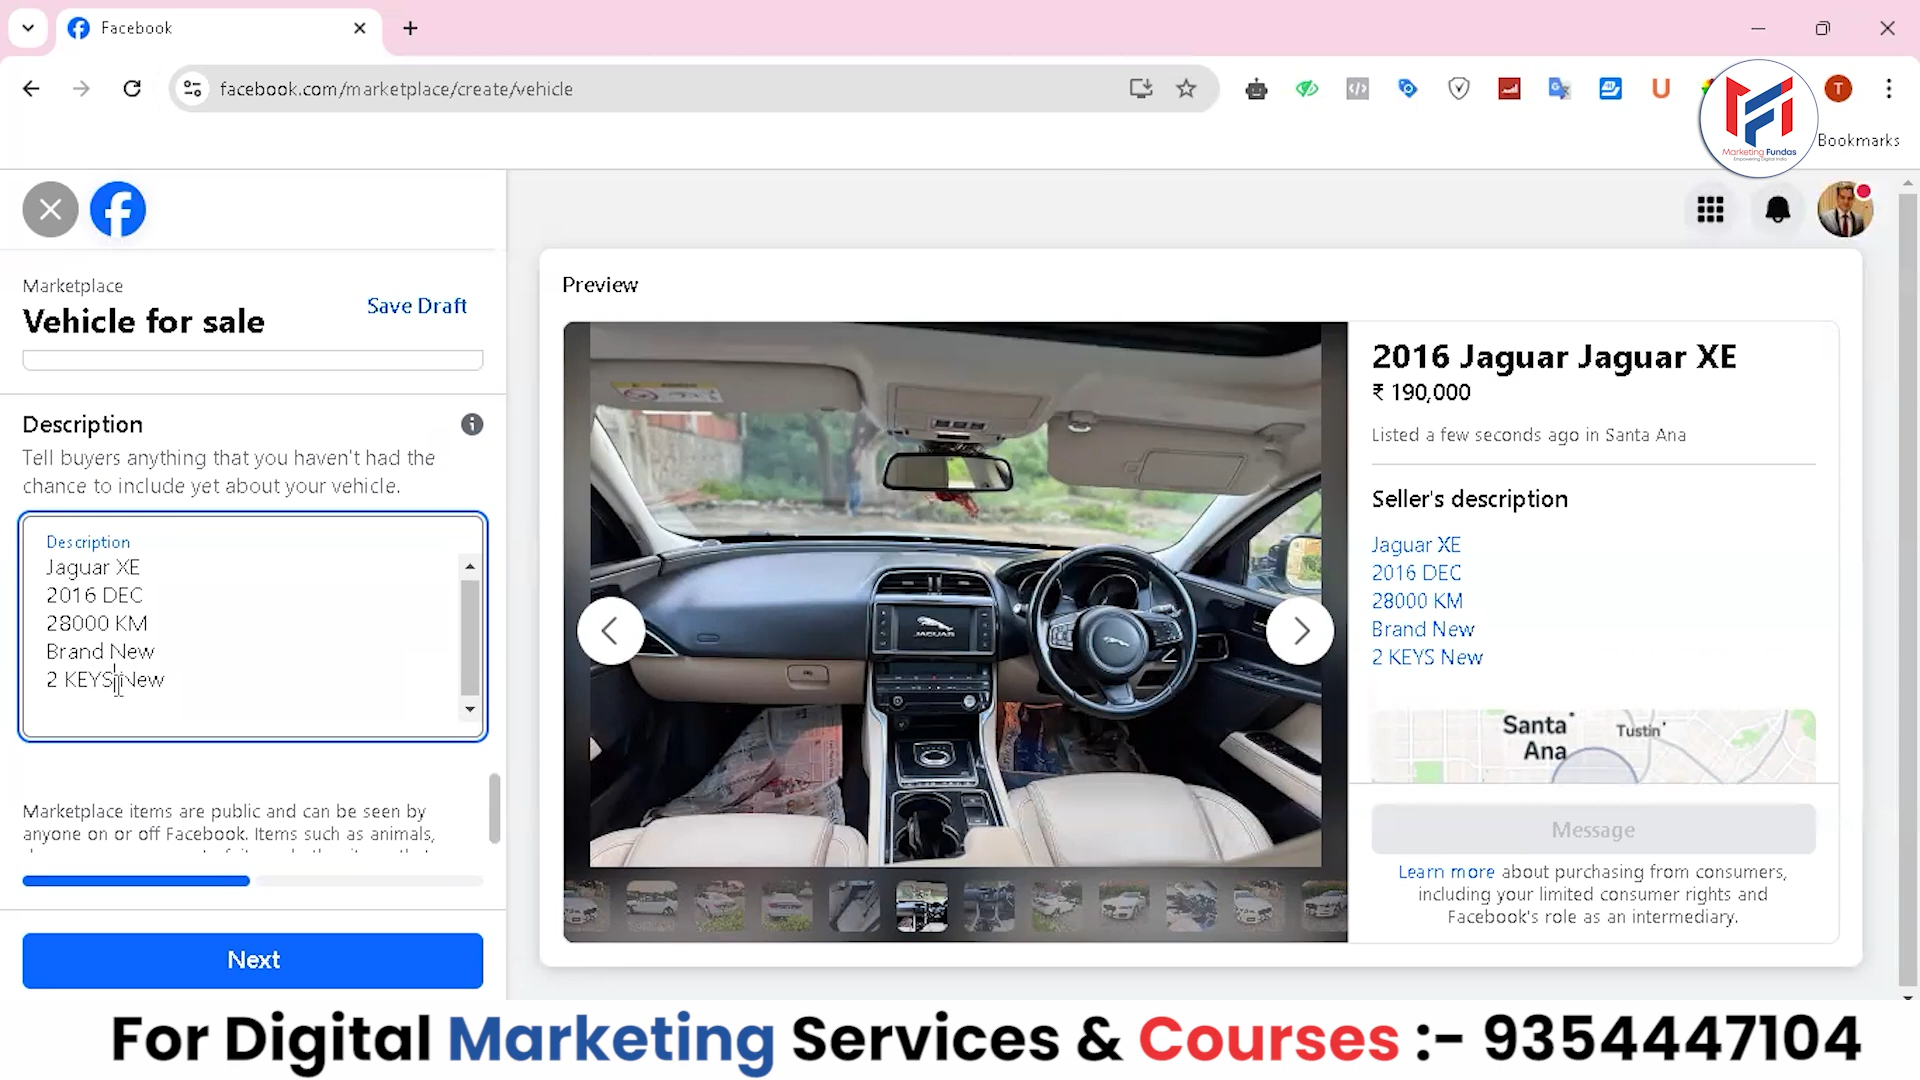 Facebook
facebook.com/marketplace/create/vehicle
Marketing Fundas
Empowering Digital India
T
Bookmarks
Marketplace
Vehicle for sale
Save Draft
Description
Tell buyers anything that you haven't had the
chance to include yet about your vehicle.
Description
Jaguar XE
2016 DEC
28000 KM
Brand New
2 KEYS New
Marketplace items are public and can be seen by
anyone on or off Facebook. Items such as animals,
Next
Preview
JAGUAR
2016 Jaguar Jaguar XE
₹ 190,000
Listed a few seconds ago in Santa Ana
Seller's description
Jaguar XE
2016 DEC
28000 KM
Brand New
2 KEYS New
Santa
Ana
Tustin
Message
Learn more about purchasing from consumers,
including your limited consumer rights and
Facebook's role as an intermediary.
For Digital Marketing Services & Courses :- 9354447104